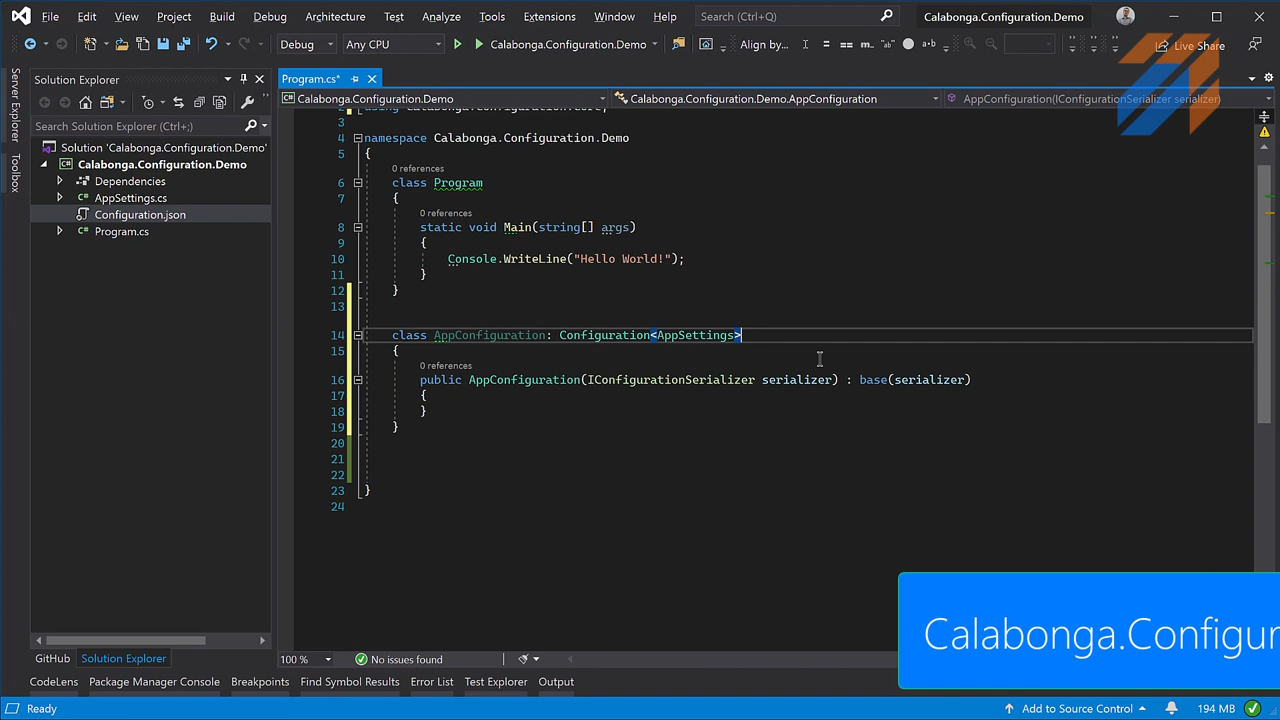 File Edit View Project Build Debug Architecture Test Analyze Tools Extensions Window Help Search (Ctrl+Q) Calabonga.Configuration.Demo
Debug Any CPU Calabonga.Configuration.Demo Align by... Live Share
Server Explorer
Toolbox
Solution Explorer
Search Solution Explorer (Ctrl+;)
Solution 'Calabonga.Configuration.Demo'
Calabonga.Configuration.Demo
Dependencies
AppSettings.cs
Configuration.json
Program.cs
GitHub Solution Explorer
Program.cs*
Calabonga.Configuration.Demo Calabonga.Configuration.Demo.AppConfiguration AppConfiguration(IConfigurationSerializer serializer)
3
4 namespace Calabonga.Configuration.Demo
5 {
0 references
6 class Program
7 {
0 references
8 static void Main(string[] args)
9 {
10 Console.WriteLine("Hello World!");
11 }
12 }
13
14 class AppConfiguration: Configuration<AppSettings>
15 {
0 references
16 public AppConfiguration(IConfigurationSerializer serializer) : base(serializer)
17 {
18 }
19 }
20
21
22
23 }
24
100 % No issues found
Calabonga.Configur
CodeLens Package Manager Console Breakpoints Find Symbol Results Error List Test Explorer Output
Ready Add to Source Control 194 MB